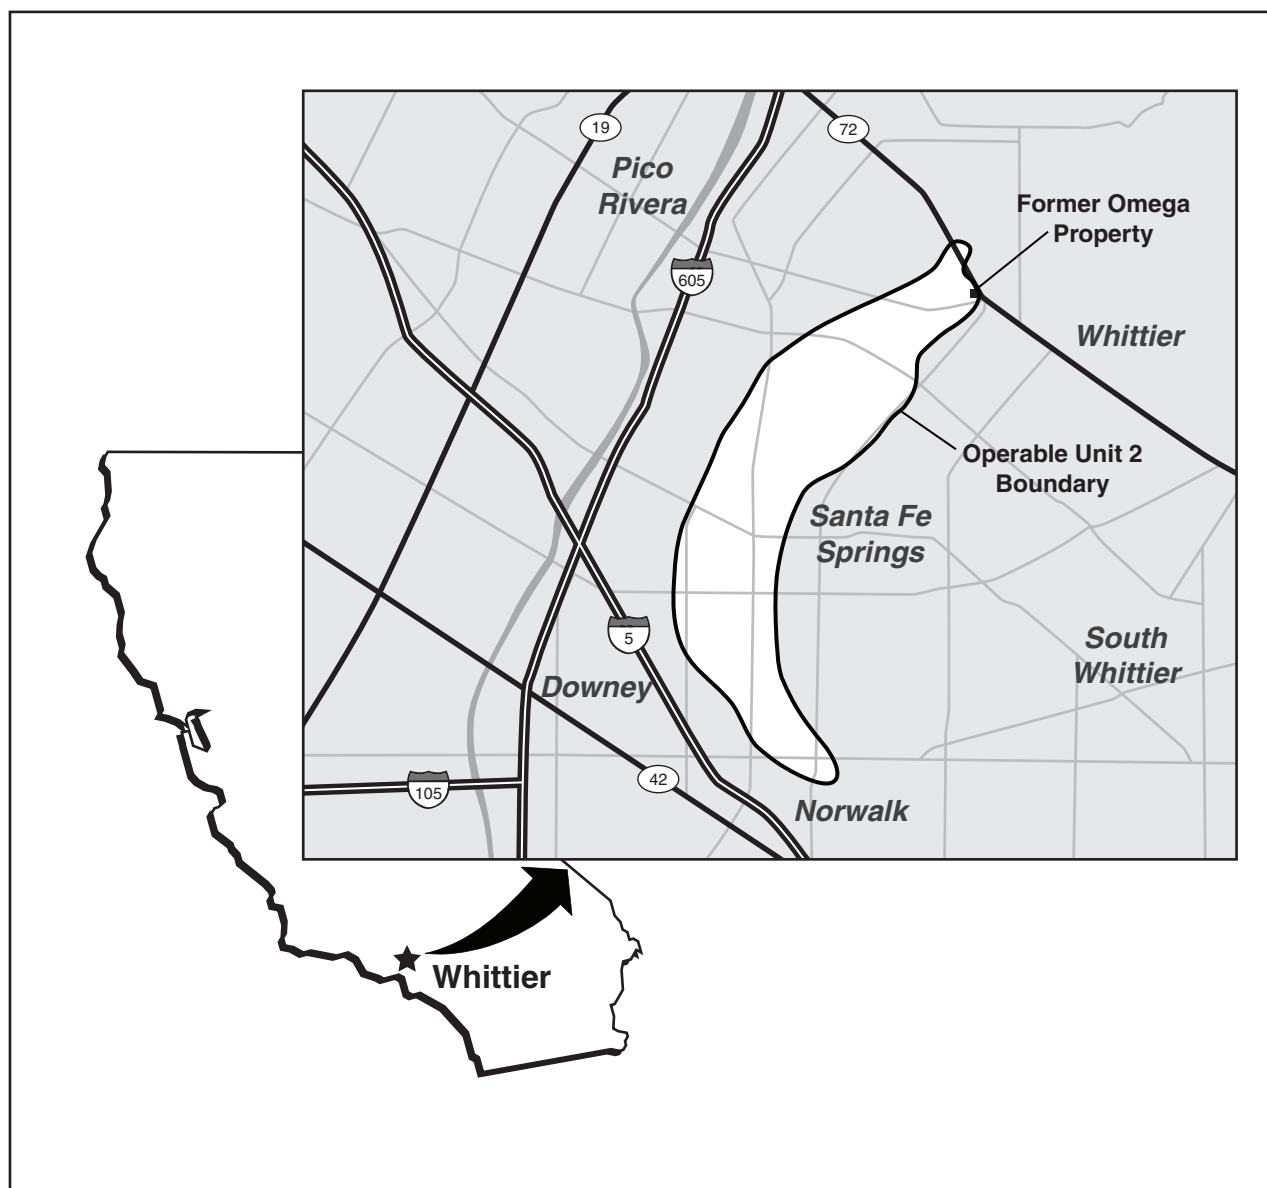 19
72
Pico
Rivera
Former Omega
Property
605
Whittier
Operable Unit 2
Boundary
Santa Fe
Springs
5
South
Whittier
Downey
42
105
Norwalk
Whittier